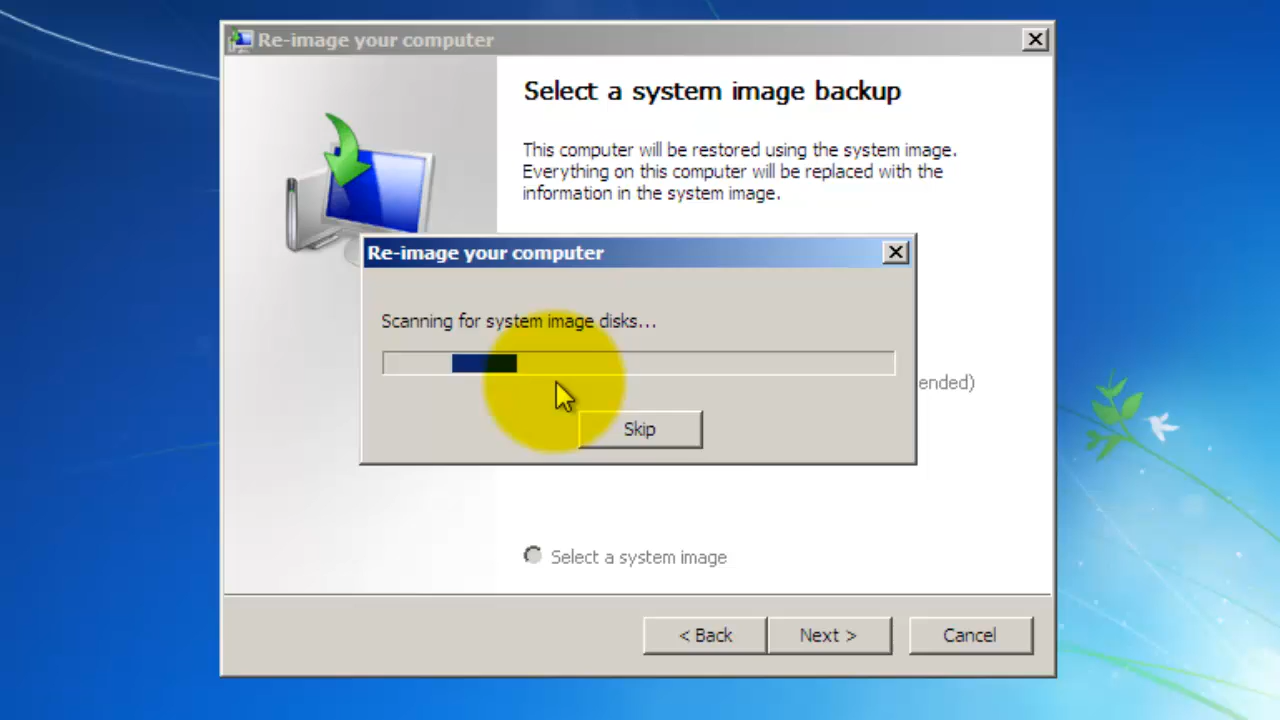 Re-image your computer
Select a system image backup
This computer will be restored using the system image.
Everything on this computer will be replaced with the
information in the system image.
Re-image your computer
Scanning for system image disks...
ended)
Skip
Select a system image
< Back
Next >
Cancel